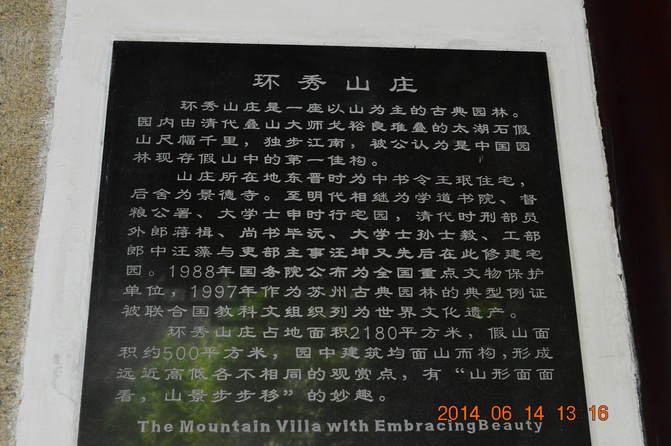 环秀山庄
环秀山庄是一座以山为主的古典园林。
园内由清代叠山大师戈裕良堆叠的太湖石假
山尺幅千里，独步江南，被公认为是中国园
林现存假山中的第一佳构。
山庄所在地东晋时为中书令王珉住宅，
后舍为景德寺。至明代相继为学道书院、督
粮公署、大学士申时行宅园，清代时刑部员
外郎蒋楫、尚书毕沅、大学士孙士毅、工部
郎中汪藻与吏部主事汪坤又先后在此修建宅
园。1988年国务院公布为全国重点文物保护
单位，1997年作为苏州古典园林的典型例证
被联合国教科文组织列为世界文化遗产。
环秀山庄占地面积2180平方米，假山面
积约500平方米，园中建筑均面山而构，形成
远近高低各不相同的观赏点，有“山形面面
看，山景步步移”的妙趣。
The Mountain Villa with Embracing Beauty
2014 06 14 13 16